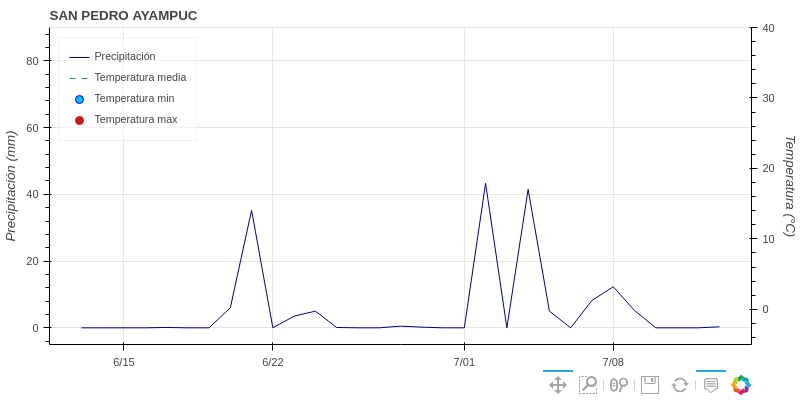 SAN PEDRO AYAMPUC
Precipitación
Temperatura media
Temperatura min
Temperatura max
Precipitación (mm)
80
60
40
20
0
Temperatura (°C)
40
30
20
10
0
6/15
6/22
7/01
7/08